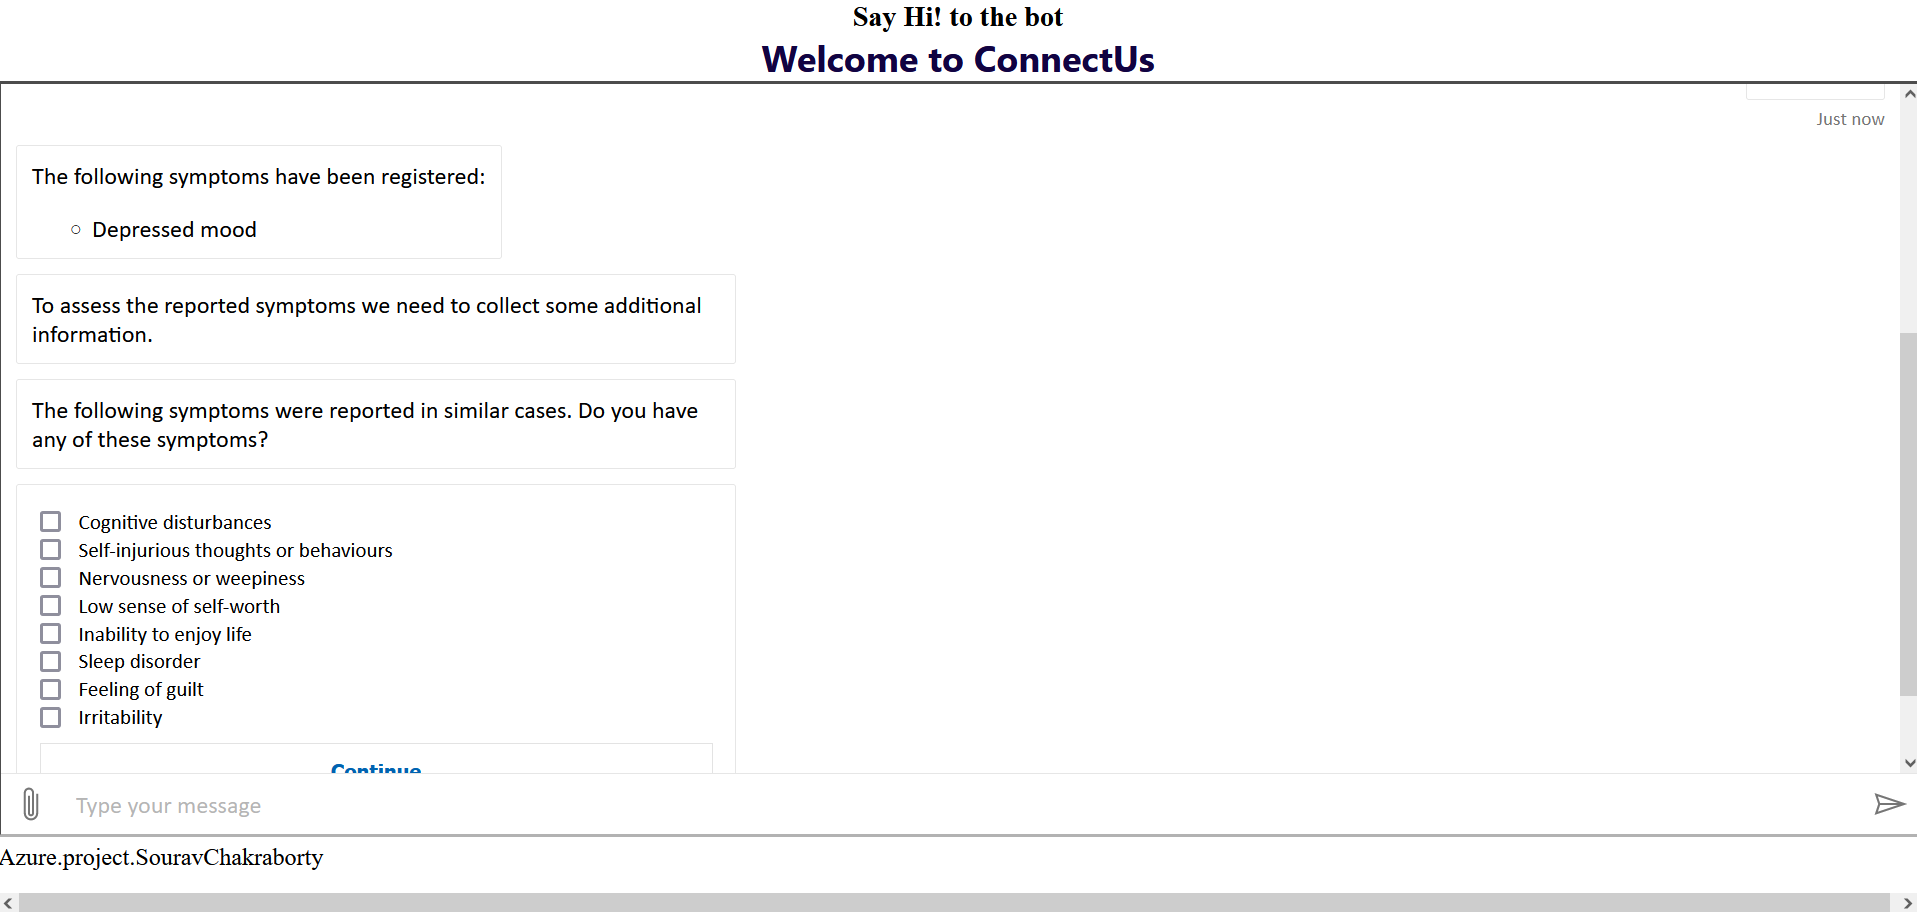 Say Hi! to the bot
Welcome to ConnectUs
Just now
The following symptoms have been registered:
Depressed mood
To assess the reported symptoms we need to collect some additional
information.
The following symptoms were reported in similar cases. Do you have
any of these symptoms?
Cognitive disturbances
Self-injurious thoughts or behaviours
Nervousness or weepiness
Low sense of self-worth
Inability to enjoy life
Sleep disorder
Feeling of guilt
Irritability
Continue
Type your message
Azure.project.SouravChakraborty